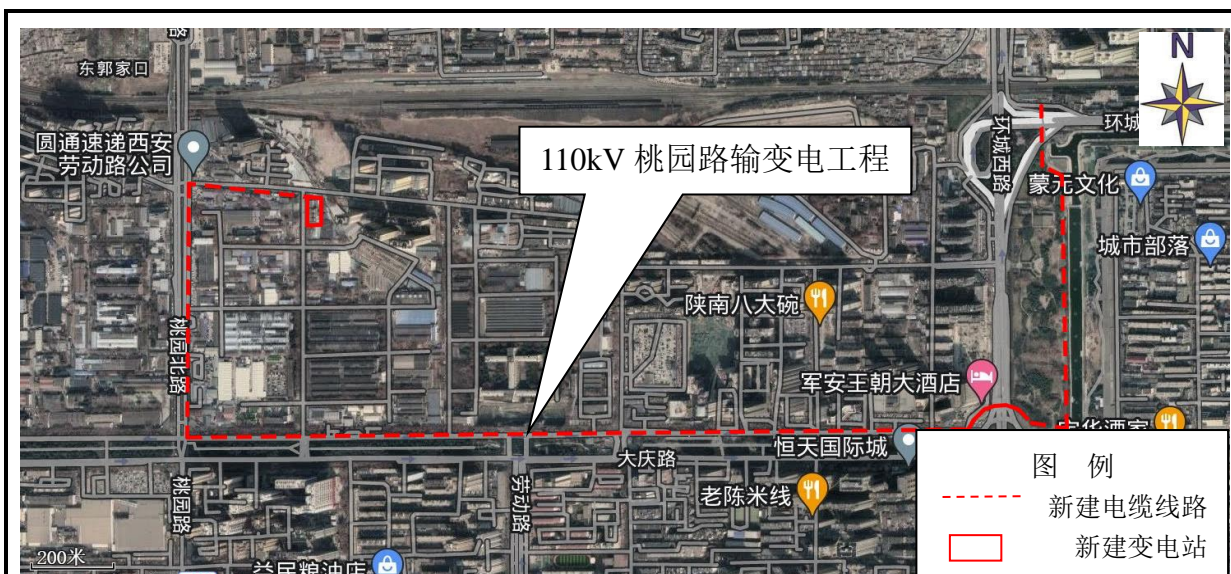 东郭家口
N
圆通速递西安
劳动路公司
110kV 桃园路输变电工程
环城西路
环城
蒙元文化
城市部落
陕南八大碗
桃园北路
军安王朝大酒店
恒天国际城
大庆路
桃园路
劳动路
老陈米线
200米
益民粮油店
图 例
新建电缆线路
新建变电站